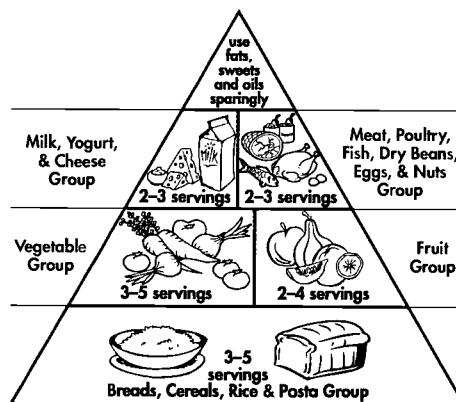 use
fats,
sweets
and oils
sparingly
Milk, Yogurt,
& Cheese
Group
Milk
2–3 servings
2–3 servings
Meat, Poultry,
Fish, Dry Beans,
Eggs, & Nuts
Group
Vegetable
Group
3–5 servings
2–4 servings
Fruit
Group
3–5
servings
Breads, Cereals, Rice & Pasta Group